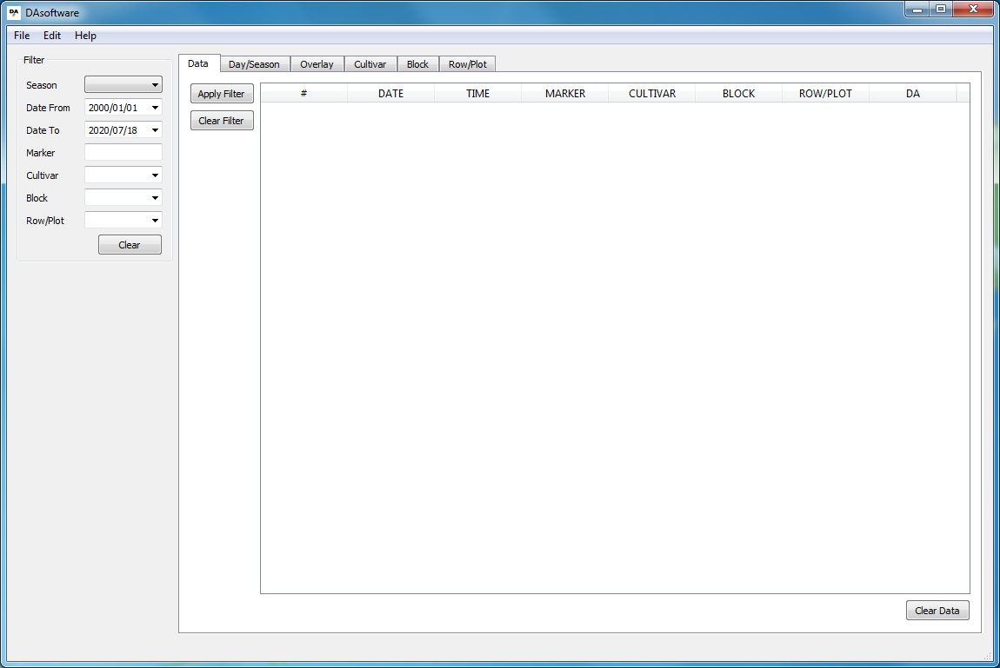 DA DAsoftware
File Edit Help
Filter
Season
Date From 2000/01/01
Date To 2020/07/18
Marker
Cultivar
Block
Row/Plot
Clear
Data Day/Season Overlay Cultivar Block Row/Plot
Apply Filter
Clear Filter
# DATE TIME MARKER CULTIVAR BLOCK ROW/PLOT DA
Clear Data